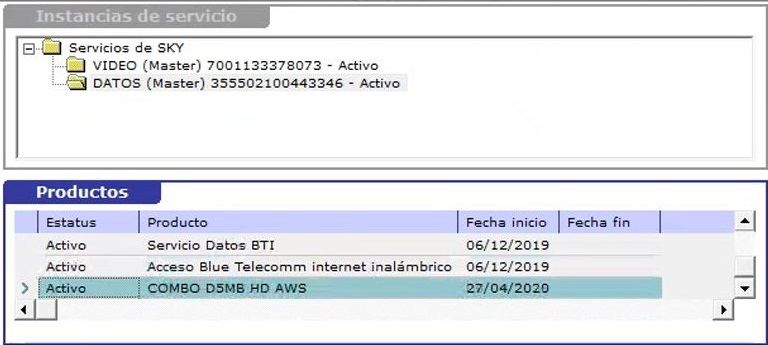 Instancias de servicio
Servicios de SKY
VIDEO (Master) 7001133378073 - Activo
DATOS (Master) 355502100443346 - Activo
Productos
Estatus Producto Fecha inicio Fecha fin
Activo Servicio Datos BTI 06/12/2019
Activo Acceso Blue Telecomm internet inalámbrico 06/12/2019
Activo COMBO D5MB HD AWS 27/04/2020